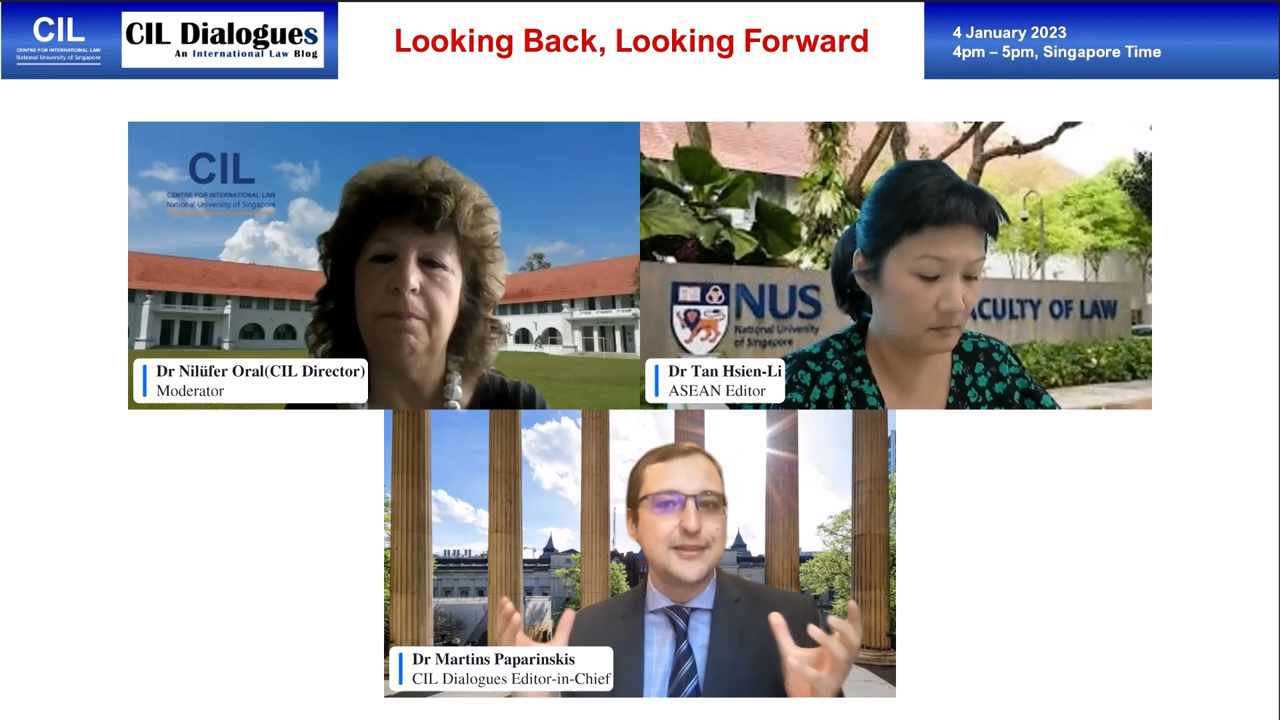 CIL
CENTRE FOR INTERNATIONAL LAW
National University of Singapore
CIL Dialogues
An International Law Blog
Looking Back, Looking Forward
4 January 2023
4pm – 5pm, Singapore Time
CIL
CENTRE FOR INTERNATIONAL LAW
National University of Singapore
Dr Nilüfer Oral(CIL Director)
Moderator
NUS
National University
of Singapore
ACULTY OF LAW
Dr Tan Hsien-Li
ASEAN Editor
Dr Martins Paparinskis
CIL Dialogues Editor-in-Chief